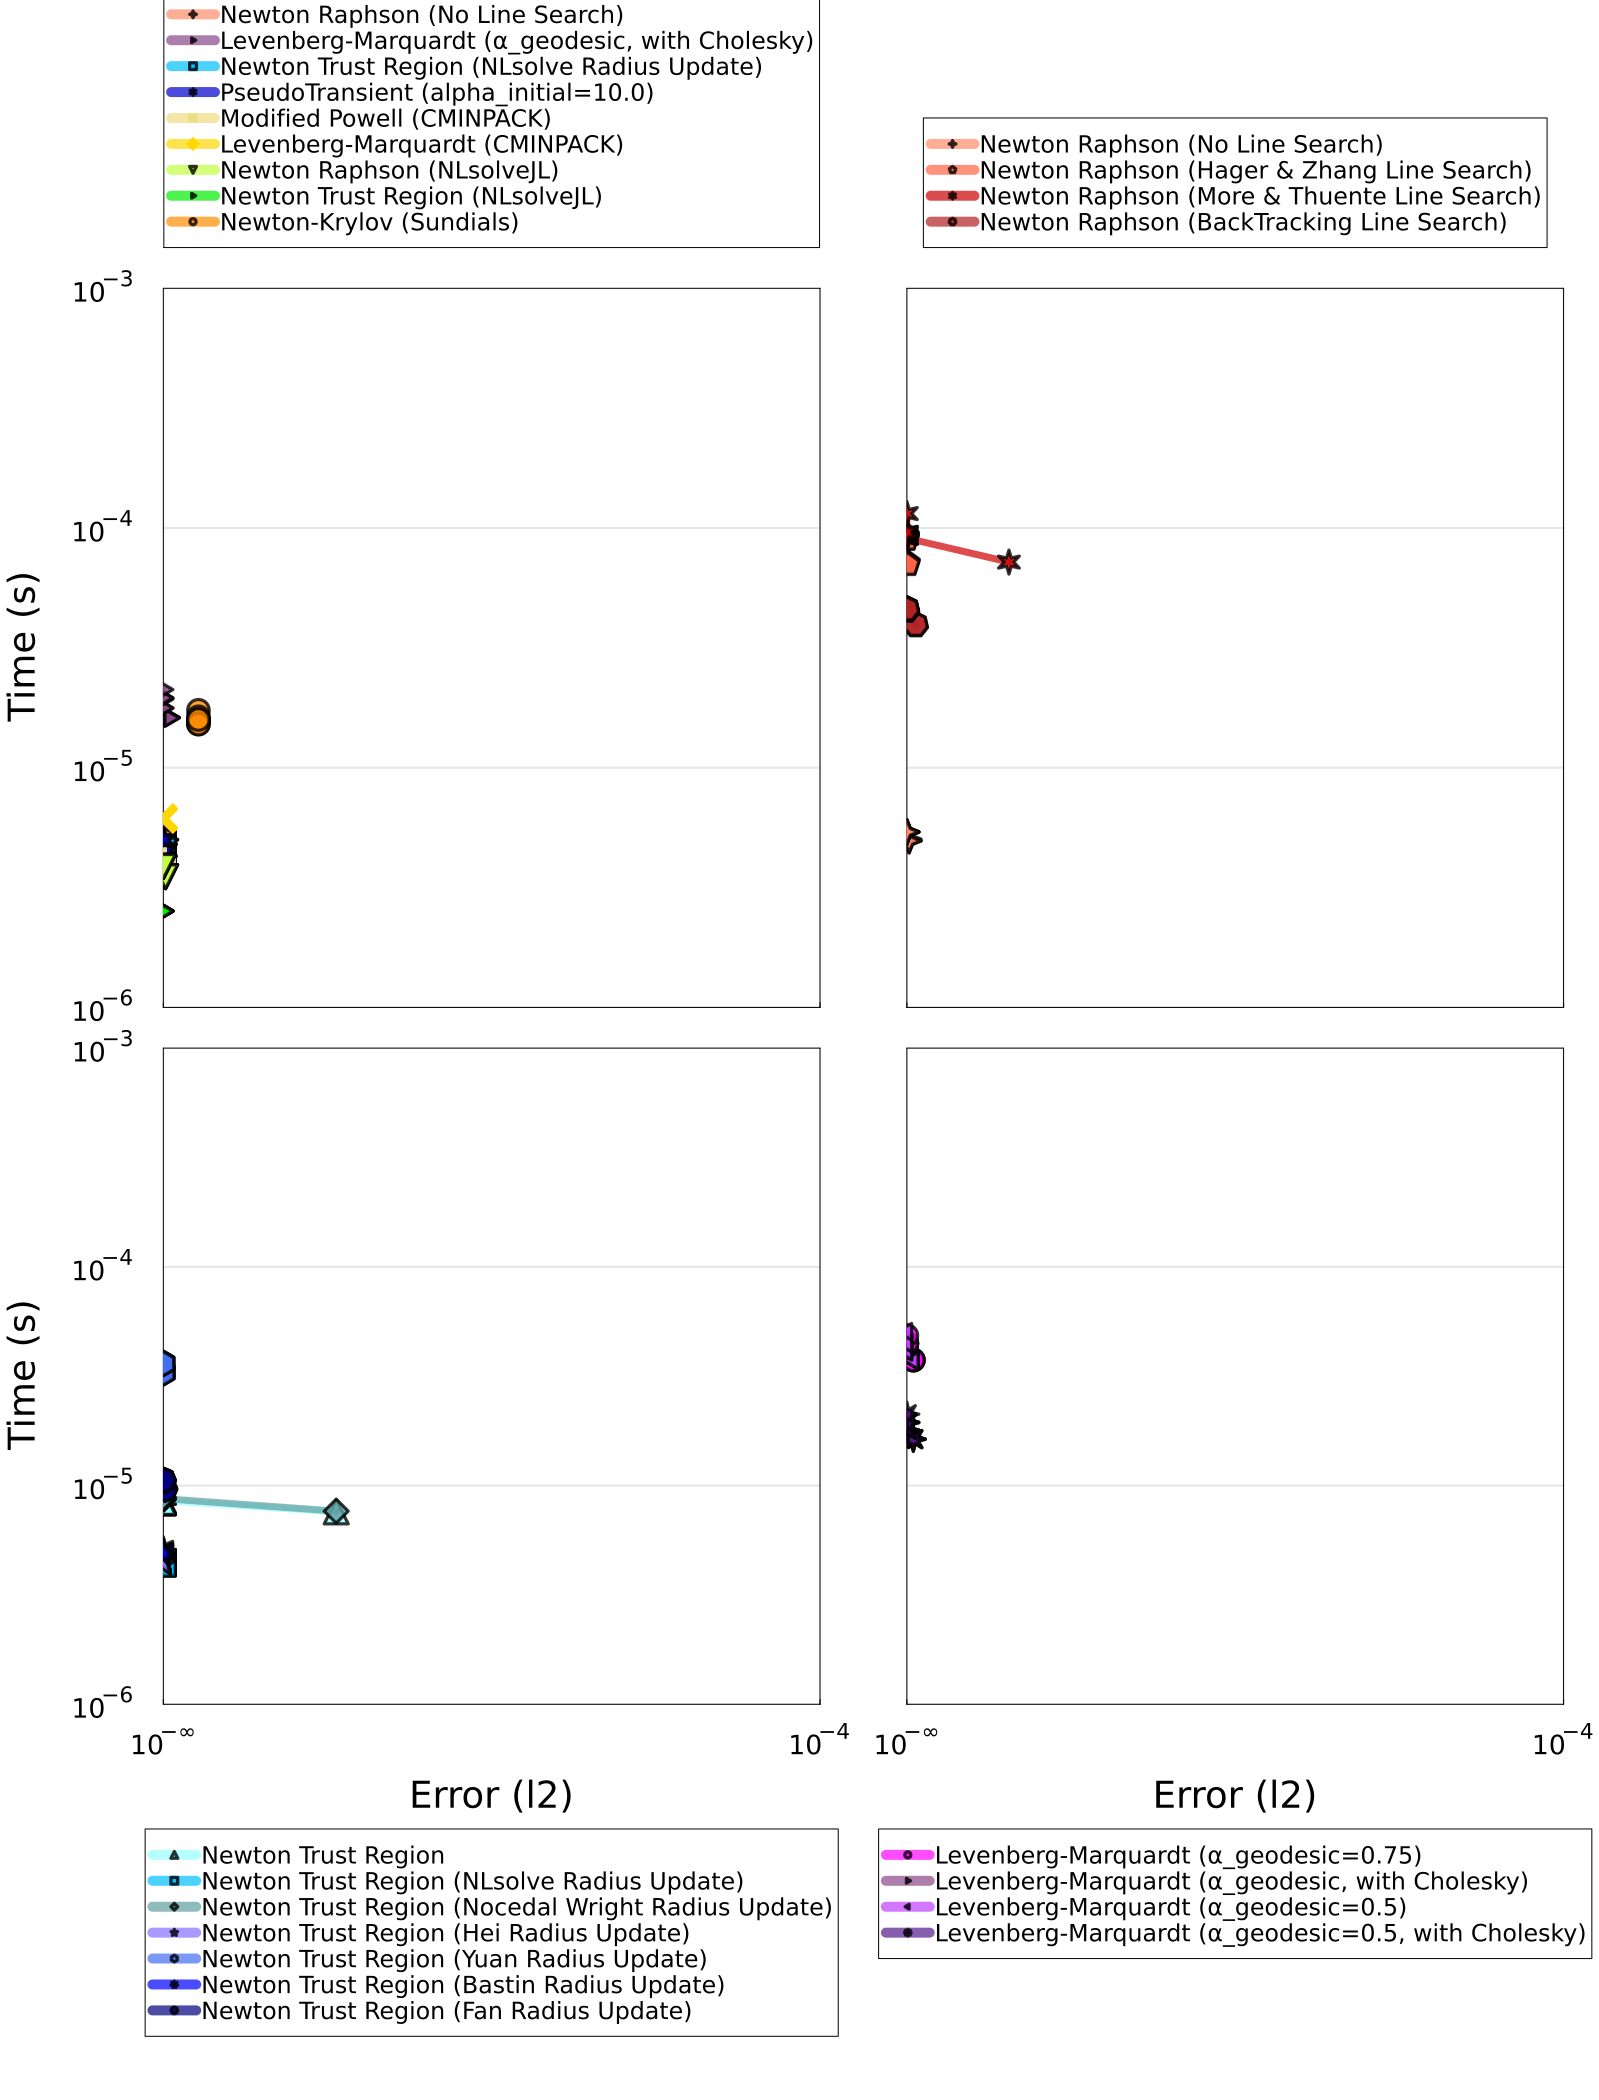 Newton Raphson (No Line Search)
Levenberg-Marquardt (α_geodesic, with Cholesky)
Newton Trust Region (NLsolve Radius Update)
PseudoTransient (alpha_initial=10.0)
Modified Powell (CMINPACK)
Levenberg-Marquardt (CMINPACK)
Newton Raphson (NLsolveJL)
Newton Trust Region (NLsolveJL)
Newton-Krylov (Sundials)
Newton Raphson (No Line Search)
Newton Raphson (Hager & Zhang Line Search)
Newton Raphson (More & Thuente Line Search)
Newton Raphson (BackTracking Line Search)
10⁻³
10⁻⁴
10⁻⁵
10⁻⁶
Time (s)
10⁻³
10⁻⁴
10⁻⁵
10⁻⁶
Time (s)
10^−∞
10⁻⁴
10^−∞
10⁻⁴
Error (l2)
Error (l2)
Newton Trust Region
Newton Trust Region (NLsolve Radius Update)
Newton Trust Region (Nocedal Wright Radius Update)
Newton Trust Region (Hei Radius Update)
Newton Trust Region (Yuan Radius Update)
Newton Trust Region (Bastin Radius Update)
Newton Trust Region (Fan Radius Update)
Levenberg-Marquardt (α_geodesic=0.75)
Levenberg-Marquardt (α_geodesic, with Cholesky)
Levenberg-Marquardt (α_geodesic=0.5)
Levenberg-Marquardt (α_geodesic=0.5, with Cholesky)